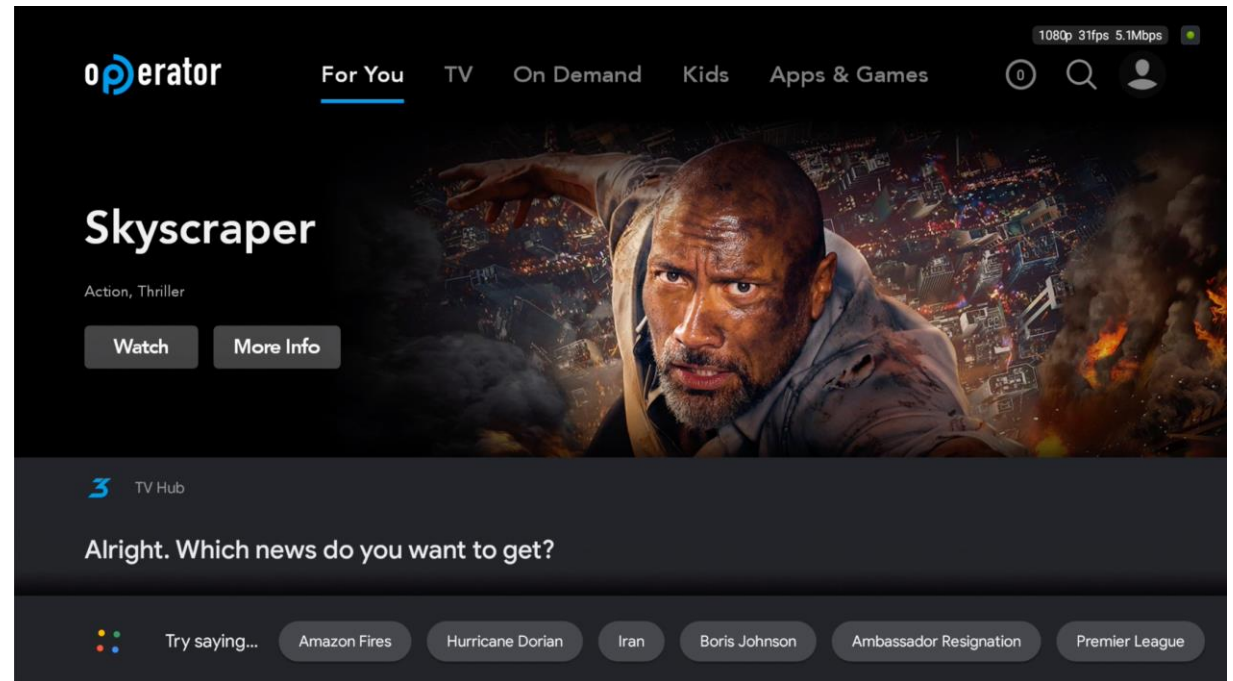 1080p 31fps 5.1Mbps
operator
For You TV On Demand Kids Apps & Games 0
Skyscraper
Action, Thriller
Watch More Info
3 TV Hub
Alright. Which news do you want to get?
Try saying... Amazon Fires Hurricane Dorian Iran Boris Johnson Ambassador Resignation Premier League